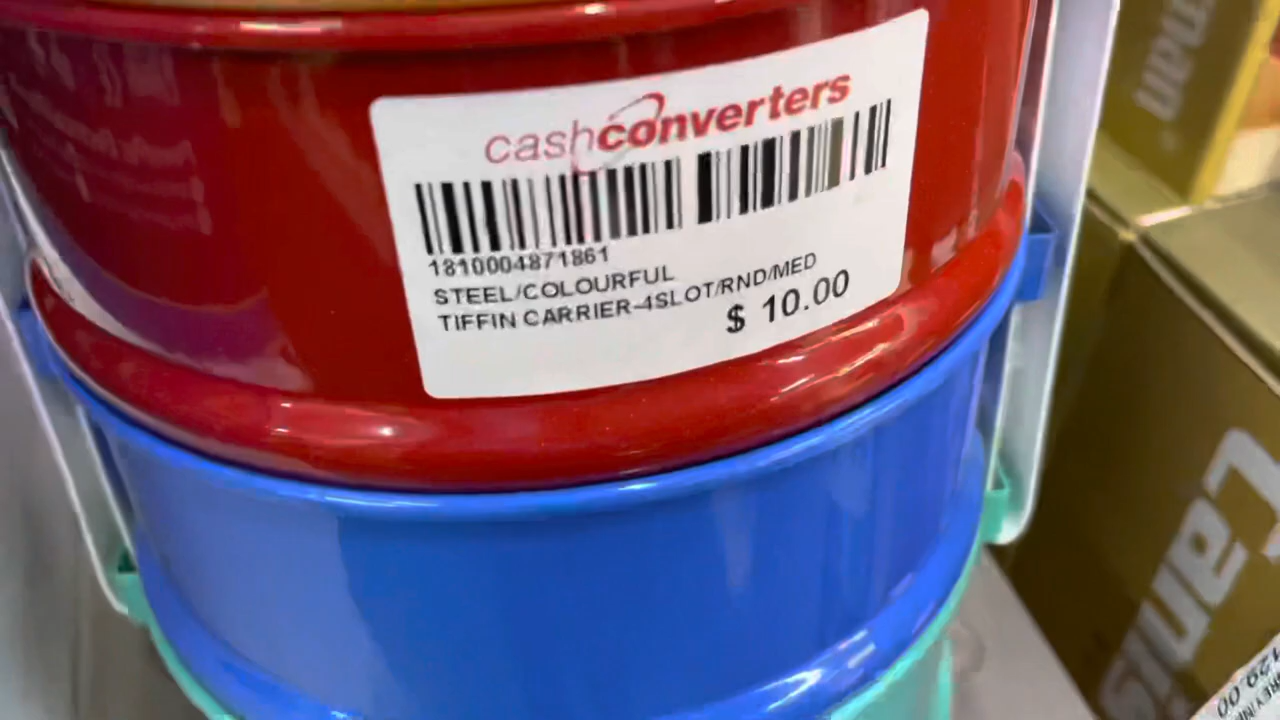 cashconverters
1810004871861
STEEL/COLOURFUL
TIFFIN CARRIER-4SLOT/RND/MED
$ 10.00